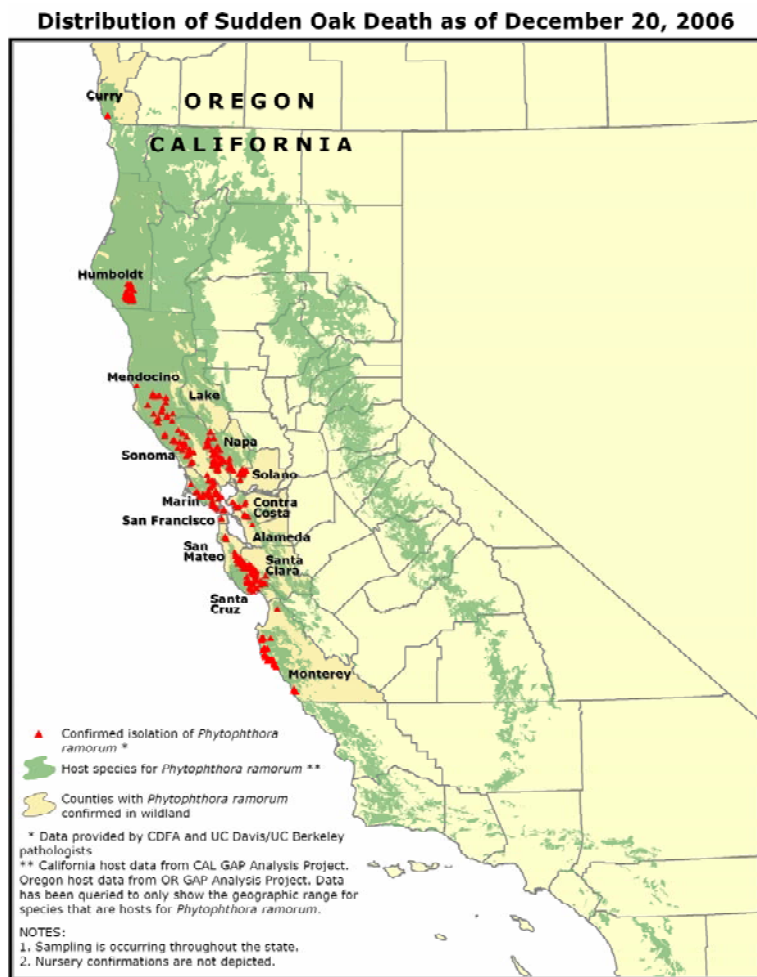 Distribution of Sudden Oak Death as of December 20, 2006
Curry
OREGON
CALIFORNIA
Humboldt
Mendocino
Lake
Napa
Sonoma
Solano
Marin
Contra
Costa
San Francisco
Alameda
San
Mateo
Santa
Clara
Santa
Cruz
Monterey
Confirmed isolation of Phytophthora
ramorum *
Host species for Phytophthora ramorum **
Counties with Phytophthora ramorum
confirmed in wildland
* Data provided by CDFA and UC Davis/UC Berkeley
pathologists
** California host data from CAL GAP Analysis Project.
Oregon host data from OR GAP Analysis Project. Data
has been queried to only show the geographic range for
species that are hosts for Phytophthora ramorum.
NOTES:
1. Sampling is occurring throughout the state.
2. Nursery confirmations are not depicted.